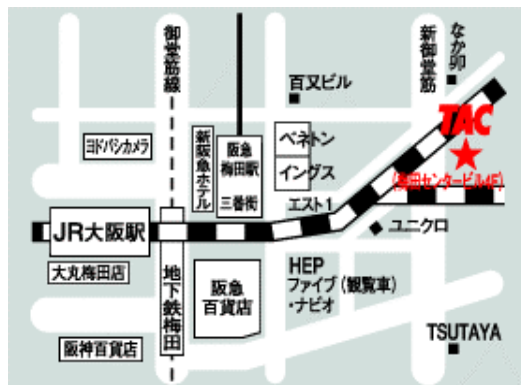 御堂筋線
新御堂筋
なか卯
百又ビル
TAC
ヨドバシカメラ
新阪急ホテル
阪急
梅田駅
三番街
ベネトン
イングス
(梅田センタービル4F)
エスト1
ユニクロ
JR大阪駅
地下鉄梅田
大丸梅田店
阪急
百貨店
HEP
ファイブ(観覧車)
・ナビオ
阪神百貨店
TSUTAYA